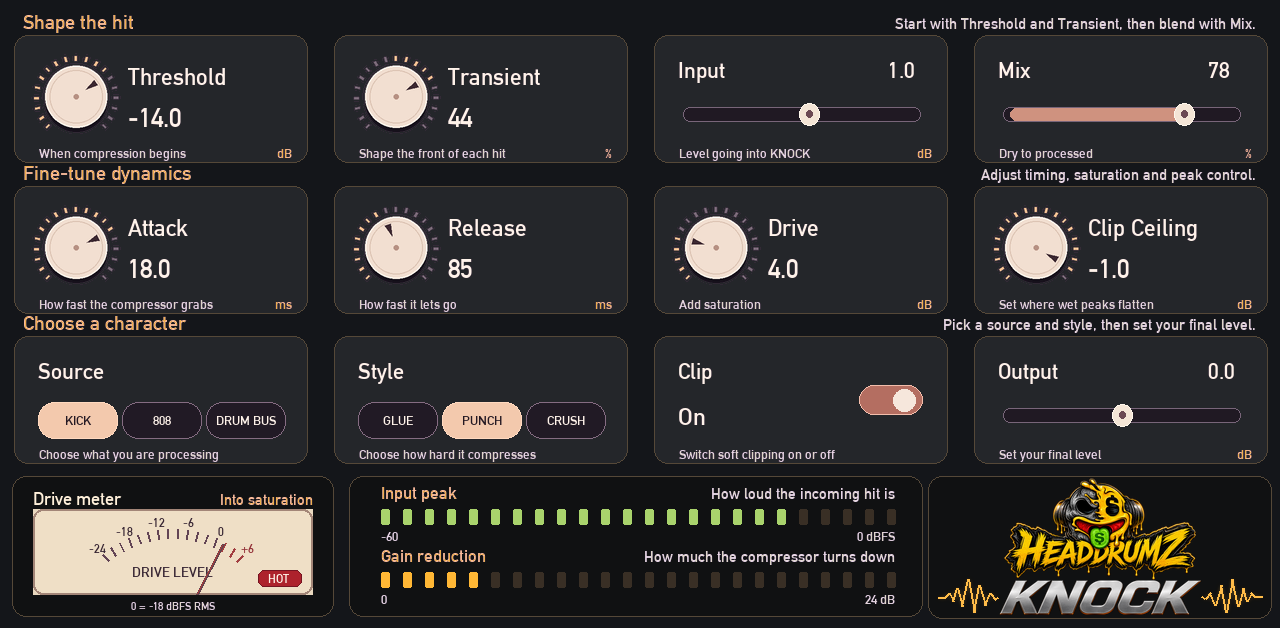 Shape the hit
Start with Threshold and Transient, then blend with Mix.
Threshold
-14.0
When compression begins
dB
Transient
44
Shape the front of each hit
%
Input
1.0
Level going into KNOCK
dB
Mix
78
Dry to processed
%
Fine-tune dynamics
Adjust timing, saturation and peak control.
Attack
18.0
How fast the compressor grabs
ms
Release
85
How fast it lets go
ms
Drive
4.0
Add saturation
dB
Clip Ceiling
-1.0
Set where wet peaks flatten
dB
Choose a character
Pick a source and style, then set your final level.
Source
KICK
808
DRUM BUS
Choose what you are processing
Style
GLUE
PUNCH
CRUSH
Choose how hard it compresses
Clip
On
Switch soft clipping on or off
Output
0.0
Set your final level
dB
Drive meter
Into saturation
-24
-18
-12
-6
0
+6
DRIVE LEVEL
HOT
0 = -18 dBFS RMS
Input peak
How loud the incoming hit is
-60
0 dBFS
Gain reduction
How much the compressor turns down
0
24 dB
HEADDRUMZ
KNOCK